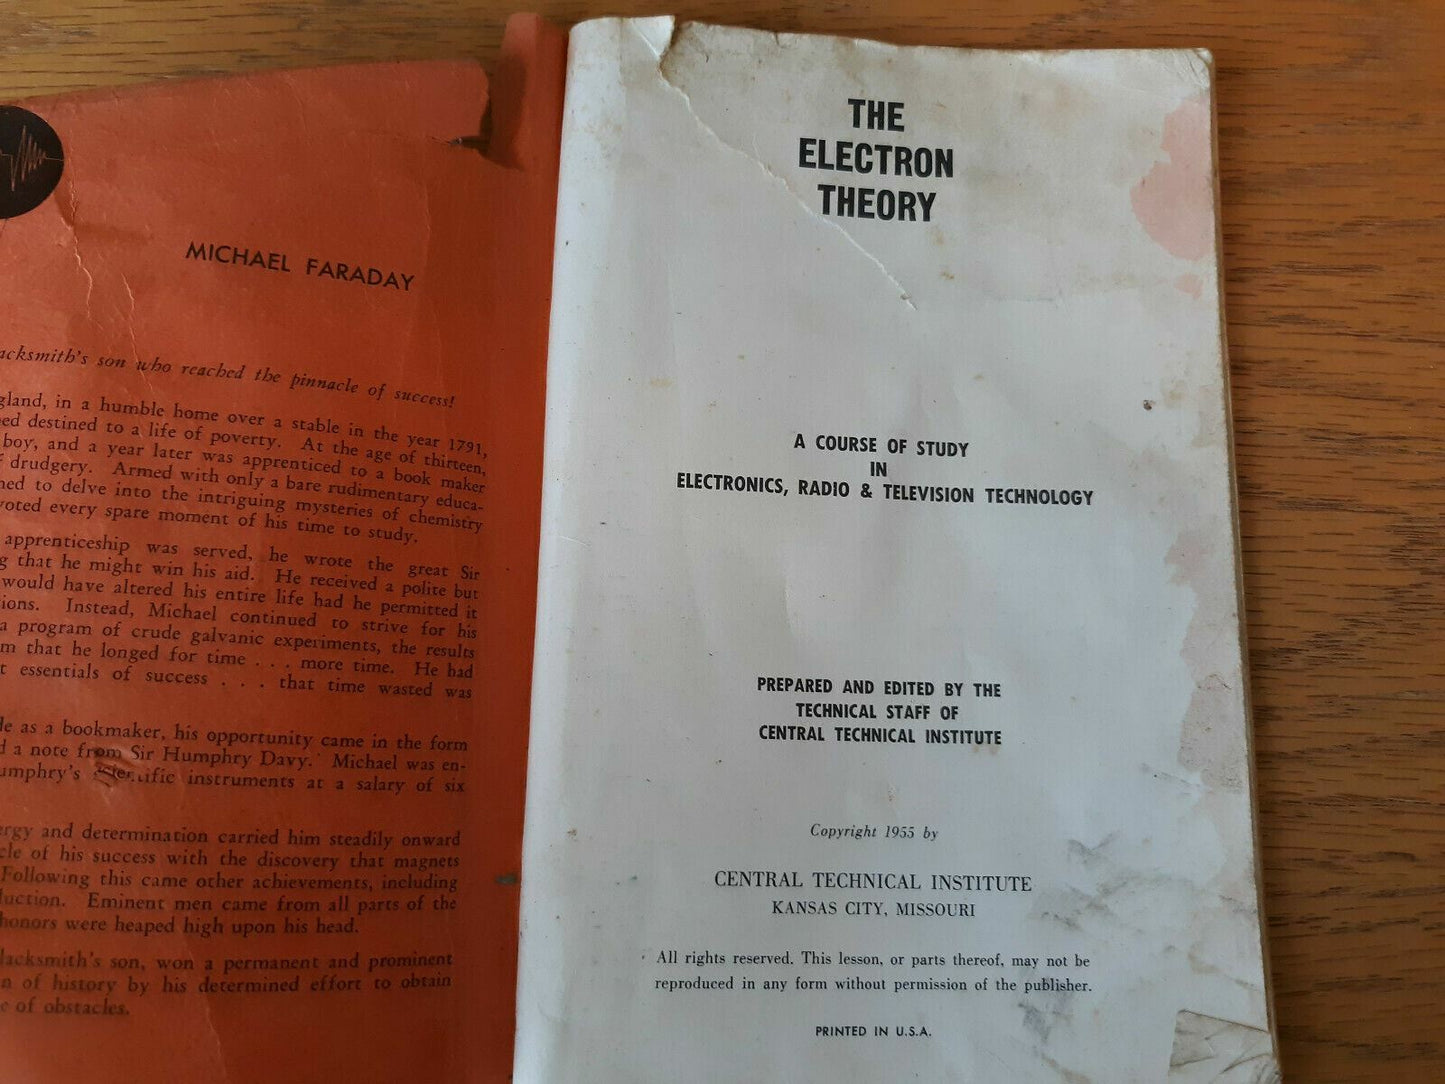 MICHAEL FARADAY
son who reached the pinnacle of success!
in a humble home over a stable in the year 1791,
destined to a life of poverty. At the age of thirteen,
boy, and a year later was apprenticed to a book maker
drudgery. Armed with only a bare rudimentary educa-
to delve into the intriguing mysteries of chemistry
every spare moment of his time to study.
apprenticeship was served, he wrote the great Sir
that he might win his aid. He received a polite but
would have altered his entire life had he permitted it
Instead, Michael continued to strive for his
a program of crude galvanic experiments, the results
that he longed for time . . . more time. He had
essentials of success . . . that time wasted was
as a bookmaker, his opportunity came in the form
a note from Sir Humphry Davy. Michael was en-
scientific instruments at a salary of six
and determination carried him steadily onward
of his success with the discovery that magnets
Following this came other achievements, including
Eminent men came from all parts of the
honors were heaped high upon his head.
son, won a permanent and prominent
of history by his determined effort to obtain
of obstacles.
THE
ELECTRON
THEORY
A COURSE OF STUDY
IN
ELECTRONICS, RADIO & TELEVISION TECHNOLOGY
PREPARED AND EDITED BY THE
TECHNICAL STAFF OF
CENTRAL TECHNICAL INSTITUTE
Copyright 1955 by
CENTRAL TECHNICAL INSTITUTE
KANSAS CITY, MISSOURI
All rights reserved. This lesson, or parts thereof, may not be
reproduced in any form without permission of the publisher.
PRINTED IN U.S.A.